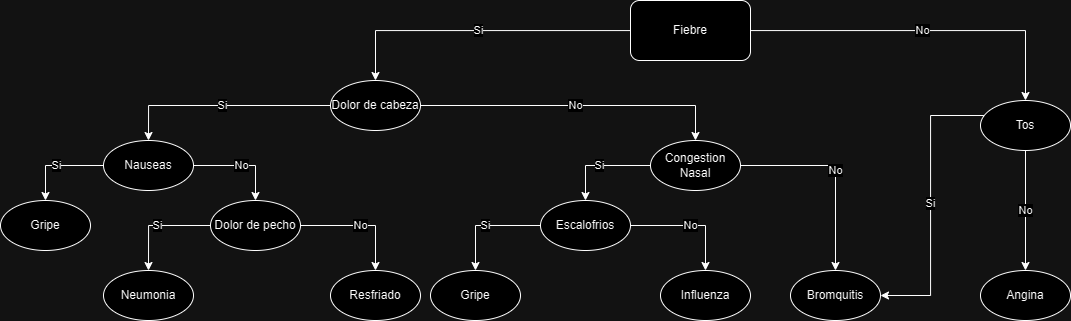 Fiebre
Si
No
Dolor de cabeza
Si
No
Tos
Nauseas
Congestion
Nasal
Si
No
Si
No
Si
No
Gripe
Dolor de pecho
Escalofrios
Si
No
Si
No
Neumonia
Resfriado
Gripe
Influenza
Bromquitis
Angina